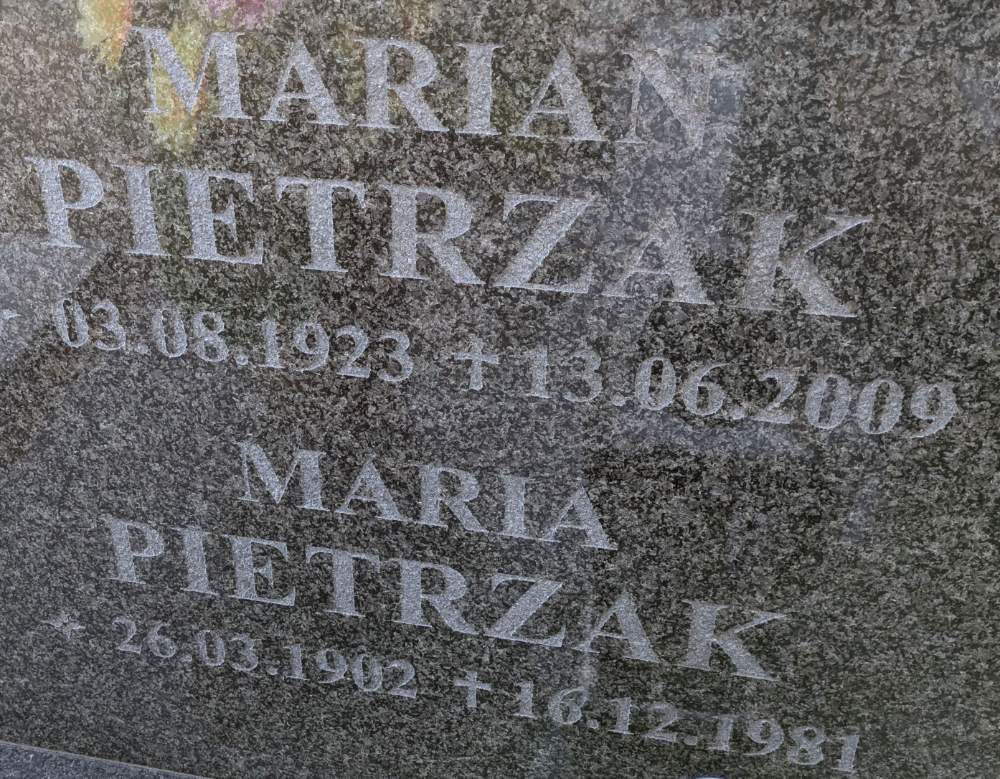 MARIAN
PIETRZAK
* 03.08.1923 ✝ 13.06.2009
MARIA
PIETRZAK
* 26.03.1902 ✝ 16.12.1981